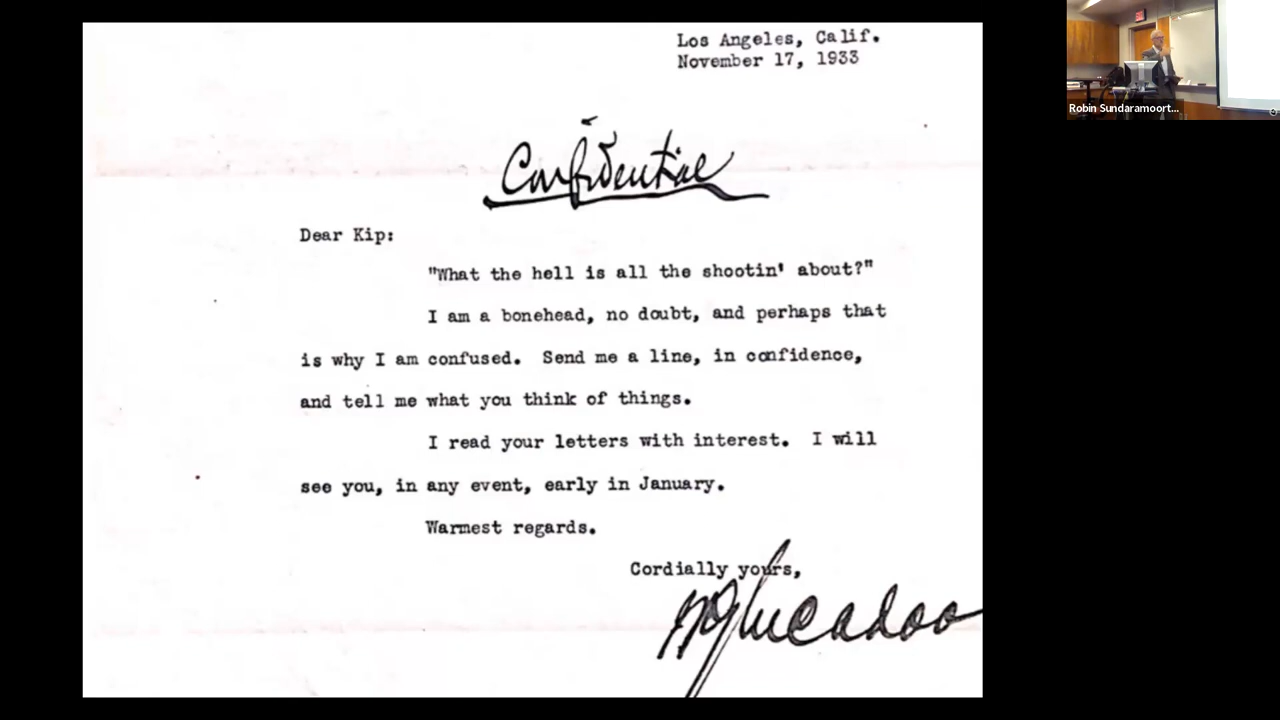 Los Angeles, Calif.
November 17, 1933
Confidential
Dear Kip:
"What the hell is all the shootin' about?"
I am a bonehead, no doubt, and perhaps that
is why I am confused.  Send me a line, in confidence,
and tell me what you think of things.
I read your letters with interest.  I will
see you, in any event, early in January.
Warmest regards.
Cordially yours,
WGMcAdoo
Robin Sundaramoort...